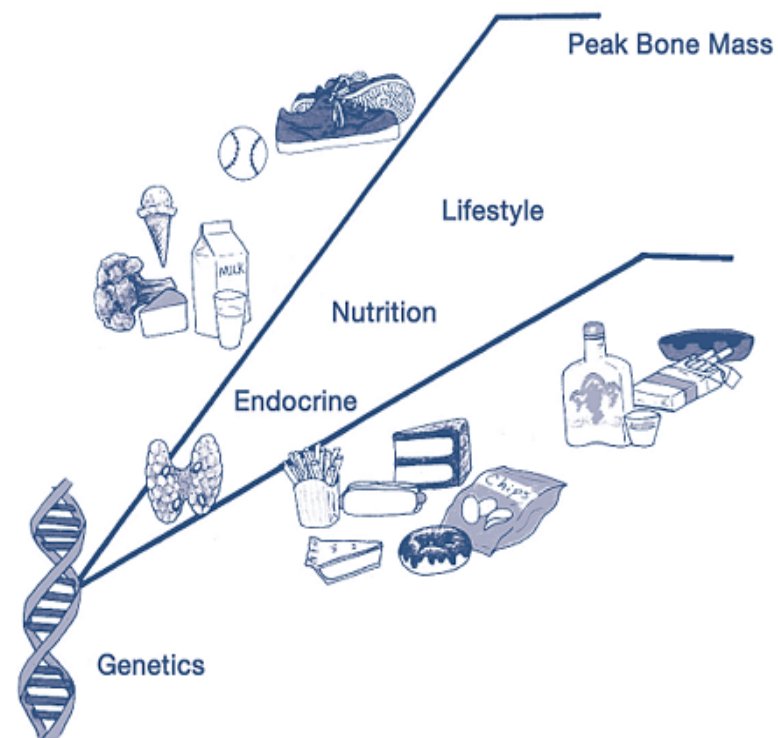 Peak Bone Mass
Lifestyle
MILK
Nutrition
Endocrine
Chips
Genetics